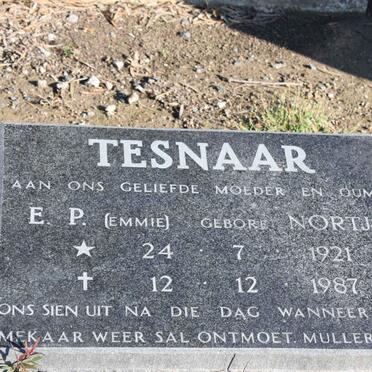 TESNAAR
AAN ONS GELIEFDE MOEDER EN OUM
E. P. (EMMIE) GEBORE NORTJ
★ 24 · 7 · 1921
✝ 12 · 12 · 1987
ONS SIEN UIT NA DIE DAG WANNEER
MEKAAR WEER SAL ONTMOET. MULLER